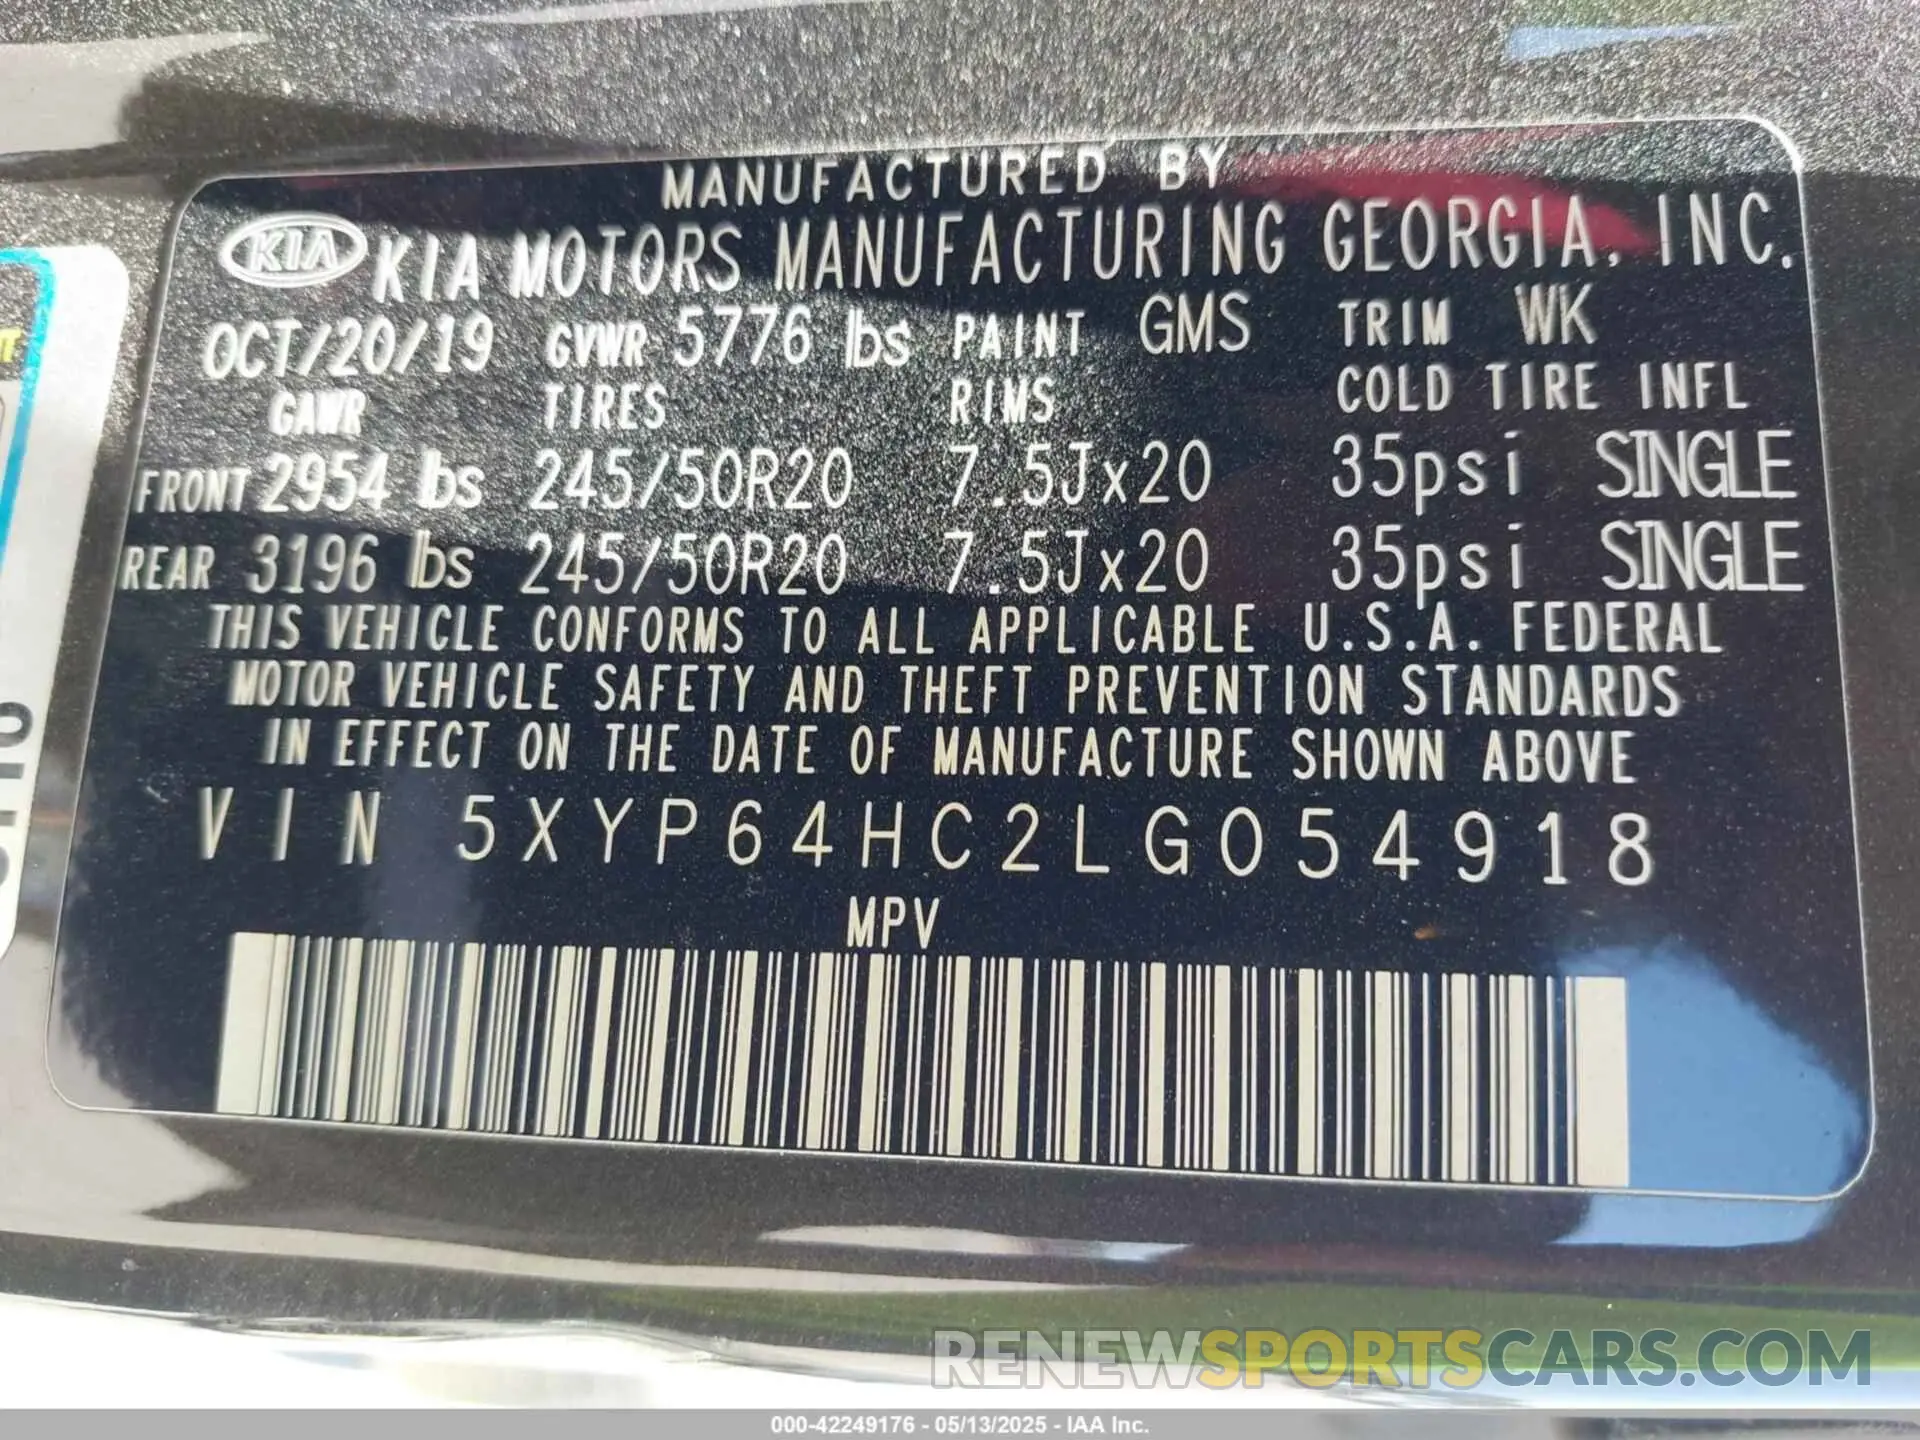 MANUFACTURED BY
KIA KIA MOTORS MANUFACTURING GEORGIA, INC.
OCT/20/19 GVWR 5776 lbs PAINT GMS TRIM WK
GAWR TIRES RIMS COLD TIRE INFL
FRONT 2954 lbs 245/50R20 7.5Jx20 35psi SINGLE
REAR 3196 lbs 245/50R20 7.5Jx20 35psi SINGLE
THIS VEHICLE CONFORMS TO ALL APPLICABLE U.S.A. FEDERAL
MOTOR VEHICLE SAFETY AND THEFT PREVENTION STANDARDS
IN EFFECT ON THE DATE OF MANUFACTURE SHOWN ABOVE
VIN 5XYP64HC2LG054918
MPV
RENEWSPORTSCARS.COM
000-42249176 - 05/13/2025 - IAA Inc.